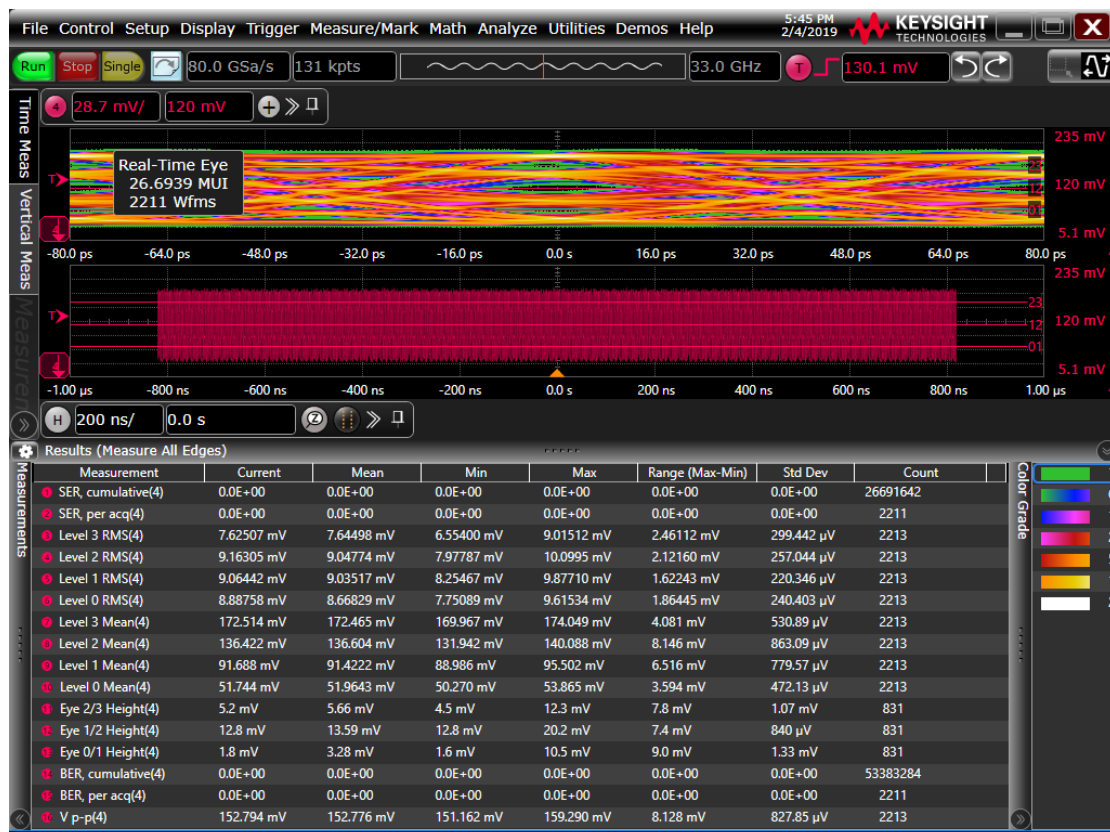 File Control Setup Display Trigger Measure/Mark Math Analyze Utilities Demos Help
5:45 PM
2/4/2019
KEYSIGHT
TECHNOLOGIES
X
Run Stop Single 80.0 GSa/s 131 kpts 33.0 GHz T 130.1 mV
Time Meas
Vertical Meas
4 28.7 mV/ 120 mV +
Real-Time Eye
26.6939 MUI
2211 Wfms
235 mV
23
T 12 120 mV
01
4 5.1 mV
-80.0 ps -64.0 ps -48.0 ps -32.0 ps -16.0 ps 0.0 s 16.0 ps 32.0 ps 48.0 ps 64.0 ps 80.0 ps
235 mV
23
T 12 120 mV
01
4 5.1 mV
-1.00 µs -800 ns -600 ns -400 ns -200 ns 0.0 s 200 ns 400 ns 600 ns 800 ns 1.00 µs
H 200 ns/ 0.0 s Z
Results (Measure All Edges)
Measurements
Color Grade
Measurement Current Mean Min Max Range (Max-Min) Std Dev Count
1 SER, cumulative(4) 0.0E+00 0.0E+00 0.0E+00 0.0E+00 0.0E+00 0.0E+00 26691642
2 SER, per acq(4) 0.0E+00 0.0E+00 0.0E+00 0.0E+00 0.0E+00 0.0E+00 2211
3 Level 3 RMS(4) 7.62507 mV 7.64498 mV 6.55400 mV 9.01512 mV 2.46112 mV 299.442 µV 2213
4 Level 2 RMS(4) 9.16305 mV 9.04774 mV 7.97787 mV 10.0995 mV 2.12160 mV 257.044 µV 2213
5 Level 1 RMS(4) 9.06442 mV 9.03517 mV 8.25467 mV 9.87710 mV 1.62243 mV 220.346 µV 2213
6 Level 0 RMS(4) 8.88758 mV 8.66829 mV 7.75089 mV 9.61534 mV 1.86445 mV 240.403 µV 2213
7 Level 3 Mean(4) 172.514 mV 172.465 mV 169.967 mV 174.049 mV 4.081 mV 530.89 µV 2213
8 Level 2 Mean(4) 136.422 mV 136.604 mV 131.942 mV 140.088 mV 8.146 mV 863.09 µV 2213
9 Level 1 Mean(4) 91.688 mV 91.4222 mV 88.986 mV 95.502 mV 6.516 mV 779.57 µV 2213
10 Level 0 Mean(4) 51.744 mV 51.9643 mV 50.270 mV 53.865 mV 3.594 mV 472.13 µV 2213
11 Eye 2/3 Height(4) 5.2 mV 5.66 mV 4.5 mV 12.3 mV 7.8 mV 1.07 mV 831
12 Eye 1/2 Height(4) 12.8 mV 13.59 mV 12.8 mV 20.2 mV 7.4 mV 840 µV 831
13 Eye 0/1 Height(4) 1.8 mV 3.28 mV 1.6 mV 10.5 mV 9.0 mV 1.33 mV 831
14 BER, cumulative(4) 0.0E+00 0.0E+00 0.0E+00 0.0E+00 0.0E+00 0.0E+00 53383284
15 BER, per acq(4) 0.0E+00 0.0E+00 0.0E+00 0.0E+00 0.0E+00 0.0E+00 2211
16 V p-p(4) 152.794 mV 152.776 mV 151.162 mV 159.290 mV 8.128 mV 827.85 µV 2213